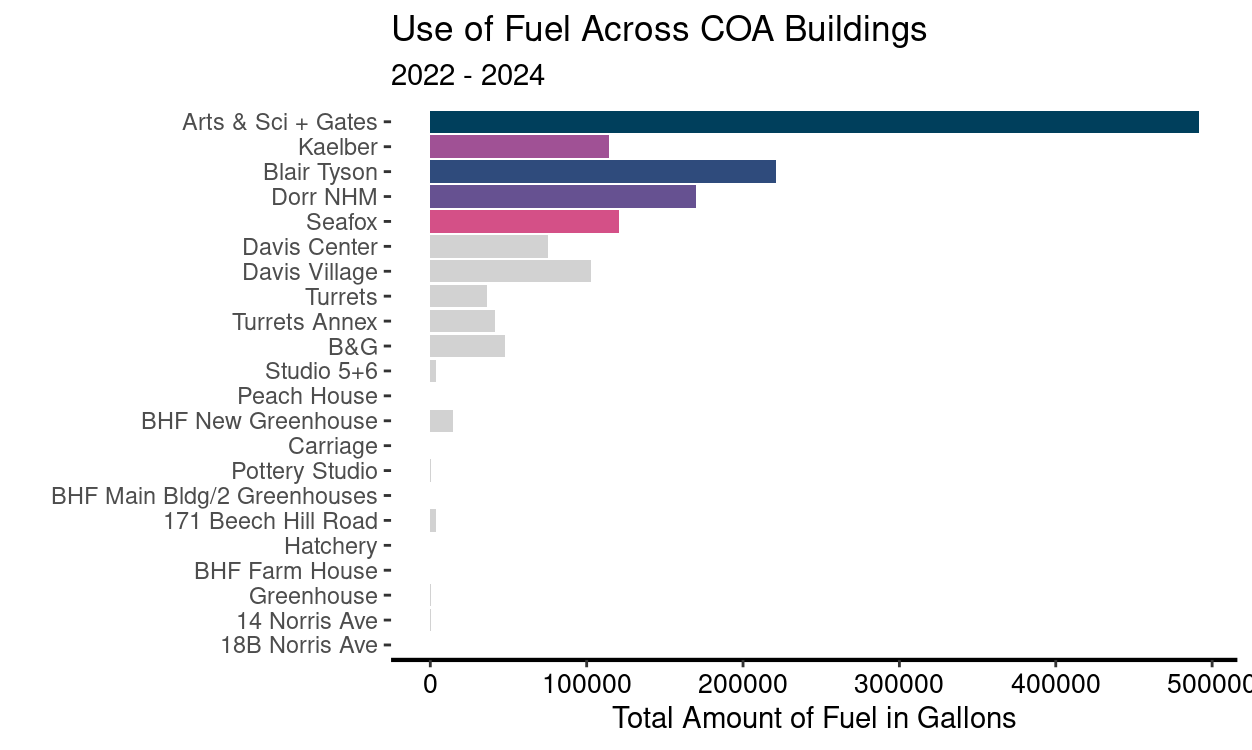 Use of Fuel Across COA Buildings
2022 - 2024
Arts & Sci + Gates
Kaelber
Blair Tyson
Dorr NHM
Seafox
Davis Center
Davis Village
Turrets
Turrets Annex
B&G
Studio 5+6
Peach House
BHF New Greenhouse
Carriage
Pottery Studio
BHF Main Bldg/2 Greenhouses
171 Beech Hill Road
Hatchery
BHF Farm House
Greenhouse
14 Norris Ave
18B Norris Ave
0 100000 200000 300000 400000 500000
Total Amount of Fuel in Gallons